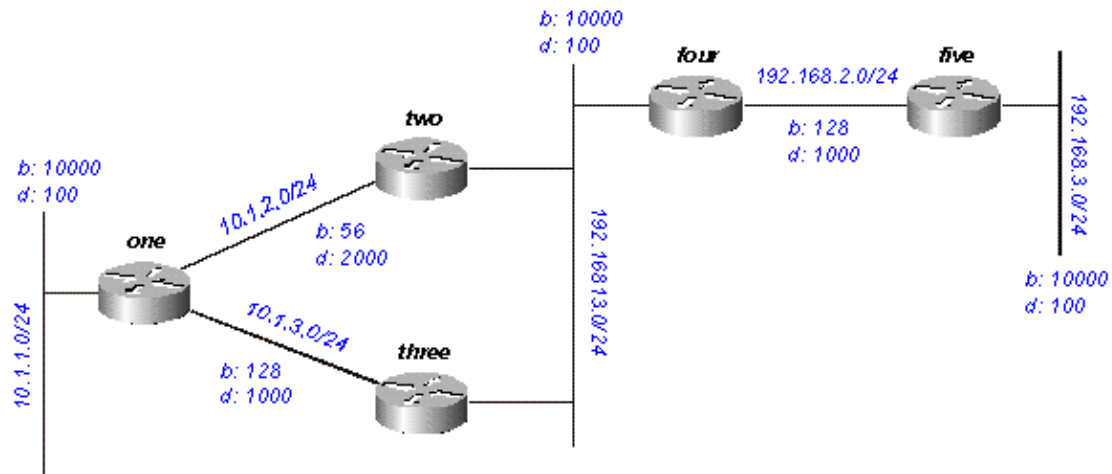 b: 10000
d: 100
four
five
192.168.2.0/24
b: 128
d: 1000
192.168.3.0/24
b: 10000
d: 100
two
b: 10000
d: 100
10.1.2.0/24
b: 56
d: 2000
one
10.1.1.0/24
10.1.3.0/24
b: 128
d: 1000
three
192.16813.0/24